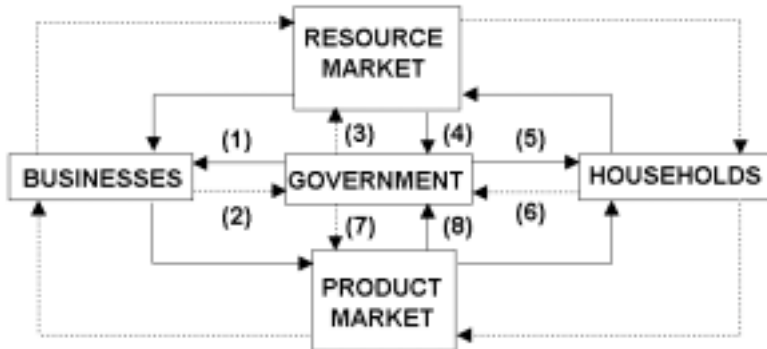 RESOURCE
MARKET
(1)
(3)
(4)
(5)
BUSINESSES
GOVERNMENT
HOUSEHOLDS
(2)
(7)
(8)
(6)
PRODUCT
MARKET